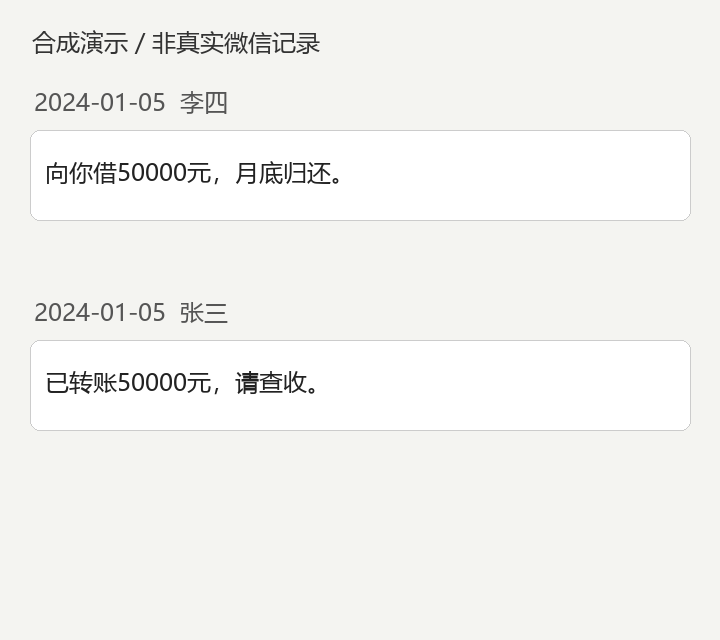 合成演示 / 非真实微信记录
2024-01-05 李四
向你借50000元，月底归还。
2024-01-05 张三
已转账50000元，请查收。